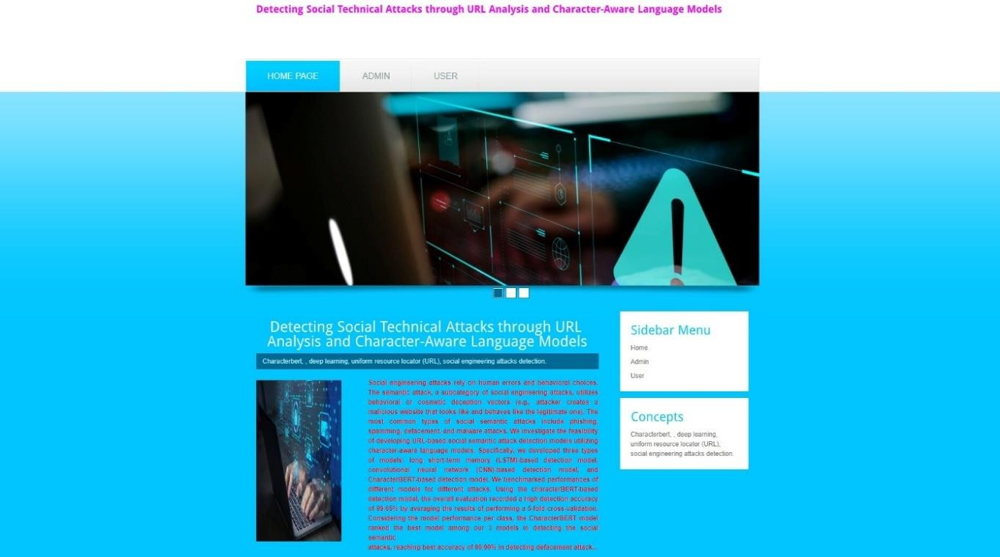 Detecting Social Technical Attacks through URL Analysis and Character-Aware Language Models
HOME PAGE
ADMIN
USER
Detecting Social Technical Attacks through URL
Analysis and Character-Aware Language Models
Characterbert, , deep learning, uniform resource locator (URL), social engineering attacks detection.
Social engineering attacks rely on human errors and behavioral choices.
The semantic attack, a subcategory of social engineering attacks, utilizes
behavioral or cosmetic deception vectors (e.g., attacker creates a
malicious website that looks like and behaves like the legitimate one). The
most common types of social semantic attacks include phishing,
spamming, defacement, and malware attacks. We investigate the feasibility
of developing URL-based social semantic attack detection models utilizing
character-aware language models. Specifically, we developed three types
of models: long short-term memory (LSTM)-based detection model,
convolutional neural network (CNN)-based detection model, and
CharacterBERT-based detection model. We benchmarked performances of
different models for different attacks. Using the characterBERT-based
detection model, the overall evaluation recorded a high detection accuracy
of 99.65% by averaging the results of performing a 5-fold cross-validation.
Considering the model performance per class, the CharacterBERT model
ranked the best model among our 3 models in detecting the social
semantic
attacks, reaching best accuracy of 99.90% in detecting defacement attack...
Sidebar Menu
Home
Admin
User
Concepts
Characterbert, , deep learning,
uniform resource locator (URL),
social engineering attacks detection.